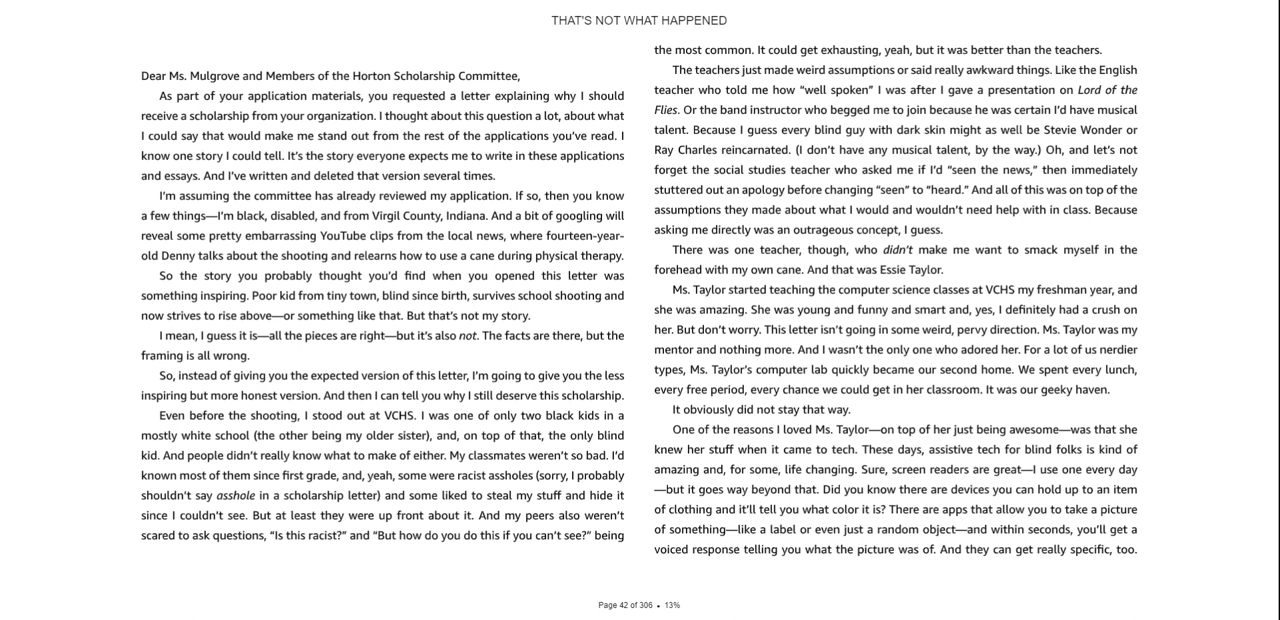 THAT'S NOT WHAT HAPPENED
Dear Ms. Mulgrove and Members of the Horton Scholarship Committee,
As part of your application materials, you requested a letter explaining why I should
receive a scholarship from your organization. I thought about this question a lot, about what
I could say that would make me stand out from the rest of the applications you’ve read. I
know one story I could tell. It’s the story everyone expects me to write in these applications
and essays. And I’ve written and deleted that version several times.
I’m assuming the committee has already reviewed my application. If so, then you know
a few things—I’m black, disabled, and from Virgil County, Indiana. And a bit of googling will
reveal some pretty embarrassing YouTube clips from the local news, where fourteen-year-
old Denny talks about the shooting and relearns how to use a cane during physical therapy.
So the story you probably thought you’d find when you opened this letter was
something inspiring. Poor kid from tiny town, blind since birth, survives school shooting and
now strives to rise above—or something like that. But that’s not my story.
I mean, I guess it is—all the pieces are right—but it’s also not. The facts are there, but the
framing is all wrong.
So, instead of giving you the expected version of this letter, I’m going to give you the less
inspiring but more honest version. And then I can tell you why I still deserve this scholarship.
Even before the shooting, I stood out at VCHS. I was one of only two black kids in a
mostly white school (the other being my older sister), and, on top of that, the only blind
kid. And people didn’t really know what to make of either. My classmates weren’t so bad. I’d
known most of them since first grade, and, yeah, some were racist assholes (sorry, I probably
shouldn’t say asshole in a scholarship letter) and some liked to steal my stuff and hide it
since I couldn’t see. But at least they were up front about it. And my peers also weren’t
scared to ask questions, “Is this racist?” and “But how do you do this if you can’t see?” being
the most common. It could get exhausting, yeah, but it was better than the teachers.
The teachers just made weird assumptions or said really awkward things. Like the English
teacher who told me how “well spoken” I was after I gave a presentation on Lord of the
Flies. Or the band instructor who begged me to join because he was certain I’d have musical
talent. Because I guess every blind guy with dark skin might as well be Stevie Wonder or
Ray Charles reincarnated. (I don’t have any musical talent, by the way.) Oh, and let’s not
forget the social studies teacher who asked me if I’d “seen the news,” then immediately
stuttered out an apology before changing “seen” to “heard.” And all of this was on top of the
assumptions they made about what I would and wouldn’t need help with in class. Because
asking me directly was an outrageous concept, I guess.
There was one teacher, though, who didn’t make me want to smack myself in the
forehead with my own cane. And that was Essie Taylor.
Ms. Taylor started teaching the computer science classes at VCHS my freshman year, and
she was amazing. She was young and funny and smart and, yes, I definitely had a crush on
her. But don’t worry. This letter isn’t going in some weird, pervy direction. Ms. Taylor was my
mentor and nothing more. And I wasn’t the only one who adored her. For a lot of us nerdier
types, Ms. Taylor’s computer lab quickly became our second home. We spent every lunch,
every free period, every chance we could get in her classroom. It was our geeky haven.
It obviously did not stay that way.
One of the reasons I loved Ms. Taylor—on top of her just being awesome—was that she
knew her stuff when it came to tech. These days, assistive tech for blind folks is kind of
amazing and, for some, life changing. Sure, screen readers are great—I use one every day
—but it goes way beyond that. Did you know there are devices you can hold up to an item
of clothing and it’ll tell you what color it is? There are apps that allow you to take a picture
of something—like a label or even just a random object—and within seconds, you’ll get a
voiced response telling you what the picture was of. And they can get really specific, too.
Page 42 of 306 • 13%